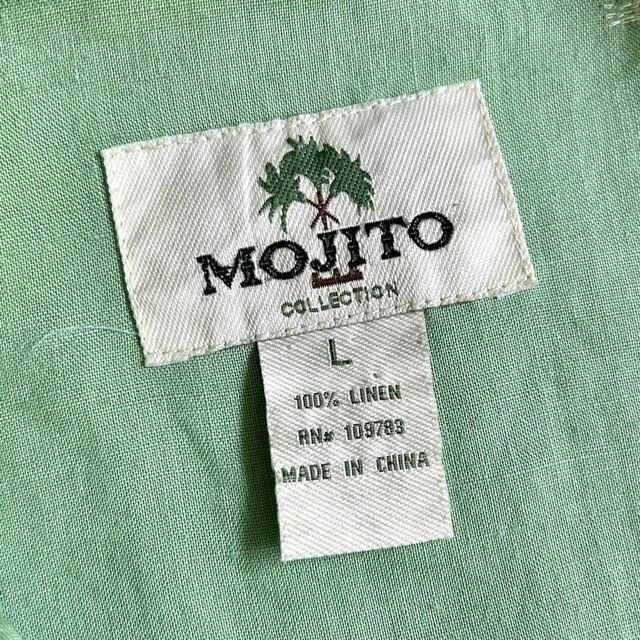 MOJITO
COLLECTION
L
100% LINEN
RN# 109783
MADE IN CHINA